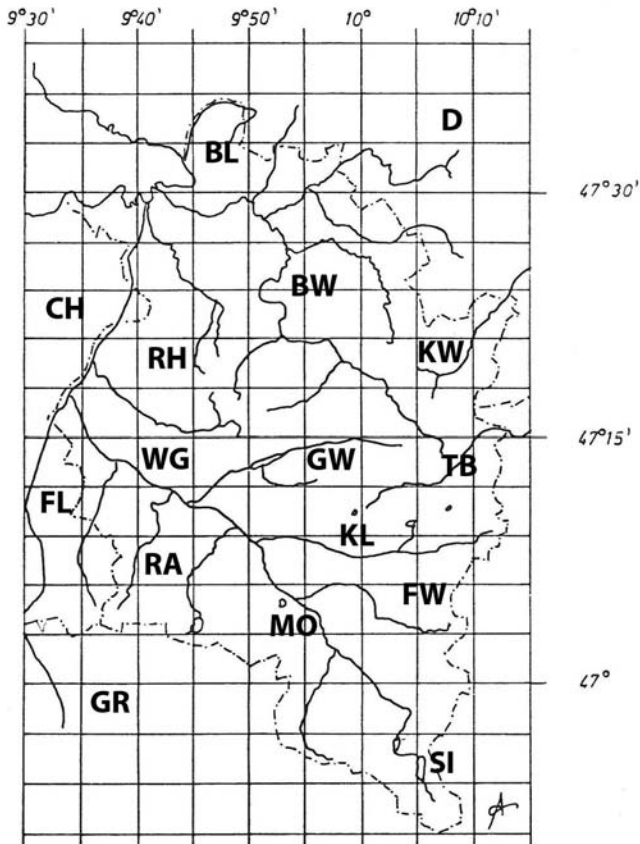 9°30' 9°40' 9°50' 10° 10°10'
D
BL
47°30'
BW
CH
RH
KW
47°15'
WG GW TB
FL
KL
RA
FW
MO
47°
GR
SI